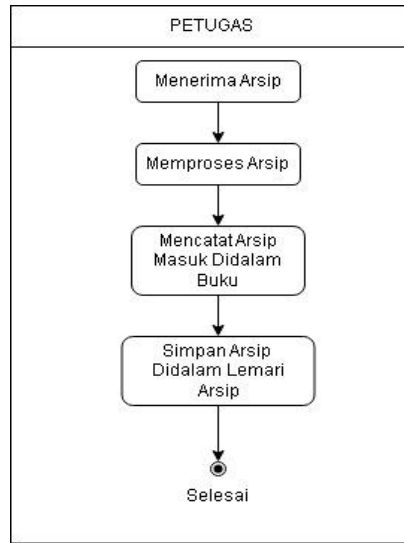 PETUGAS
Menerima Arsip
Memproses Arsip
Mencatat Arsip
Masuk Didalam
Buku
Simpan Arsip
Didalam Lemari
Arsip
Selesai